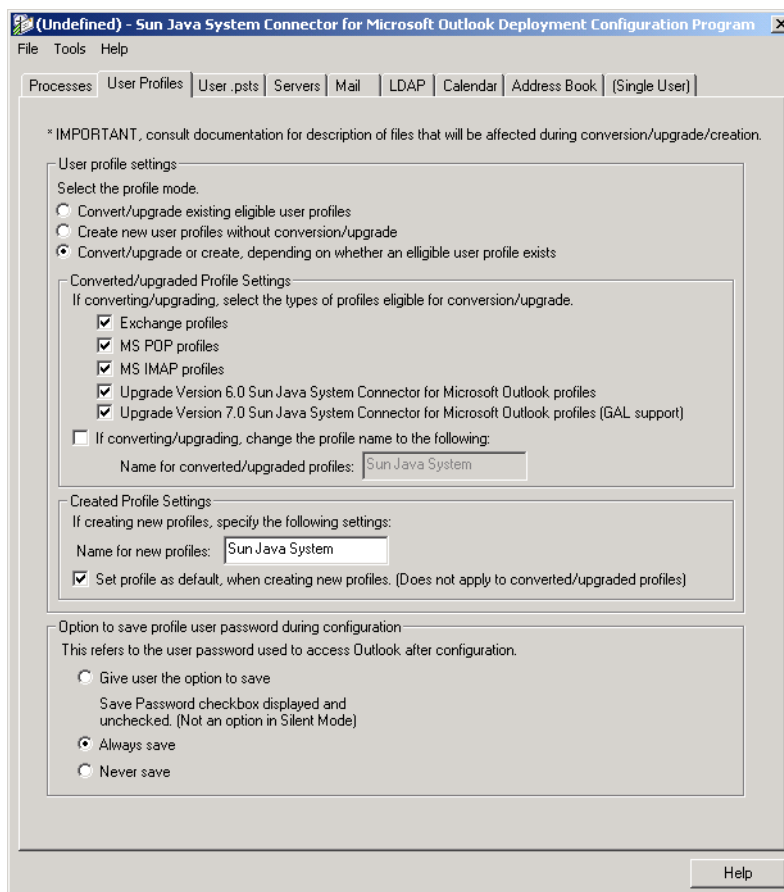 (Undefined) - Sun Java System Connector for Microsoft Outlook Deployment Configuration Program
File Tools Help
Processes User Profiles User .psts Servers Mail LDAP Calendar Address Book (Single User)
* IMPORTANT, consult documentation for description of files that will be affected during conversion/upgrade/creation.
User profile settings
Select the profile mode.
Convert/upgrade existing eligible user profiles
Create new user profiles without conversion/upgrade
Convert/upgrade or create, depending on whether an elligible user profile exists
Converted/upgraded Profile Settings
If converting/upgrading, select the types of profiles eligible for conversion/upgrade.
Exchange profiles
MS POP profiles
MS IMAP profiles
Upgrade Version 6.0 Sun Java System Connector for Microsoft Outlook profiles
Upgrade Version 7.0 Sun Java System Connector for Microsoft Outlook profiles (GAL support)
If converting/upgrading, change the profile name to the following:
Name for converted/upgraded profiles: Sun Java System
Created Profile Settings
If creating new profiles, specify the following settings:
Name for new profiles: Sun Java System
Set profile as default, when creating new profiles. (Does not apply to converted/upgraded profiles)
Option to save profile user password during configuration
This refers to the user password used to access Outlook after configuration.
Give user the option to save
Save Password checkbox displayed and
unchecked. (Not an option in Silent Mode)
Always save
Never save
Help